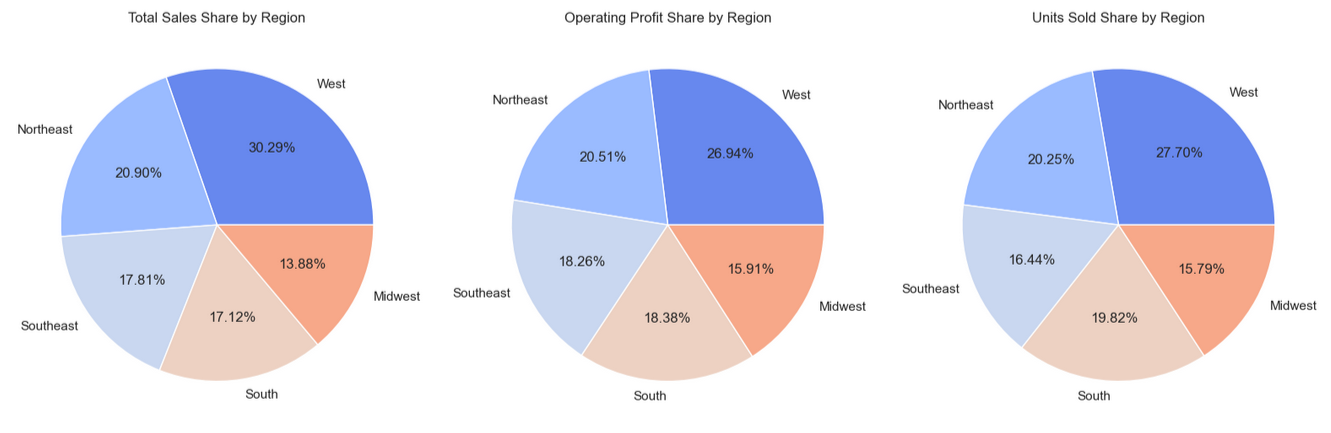 Total Sales Share by Region
West
Northeast
30.29%
20.90%
17.81%
13.88%
17.12%
Midwest
Southeast
South
Operating Profit Share by Region
West
Northeast
26.94%
20.51%
18.26%
15.91%
18.38%
Southeast
Midwest
South
Units Sold Share by Region
West
Northeast
27.70%
20.25%
16.44%
15.79%
19.82%
Southeast
Midwest
South